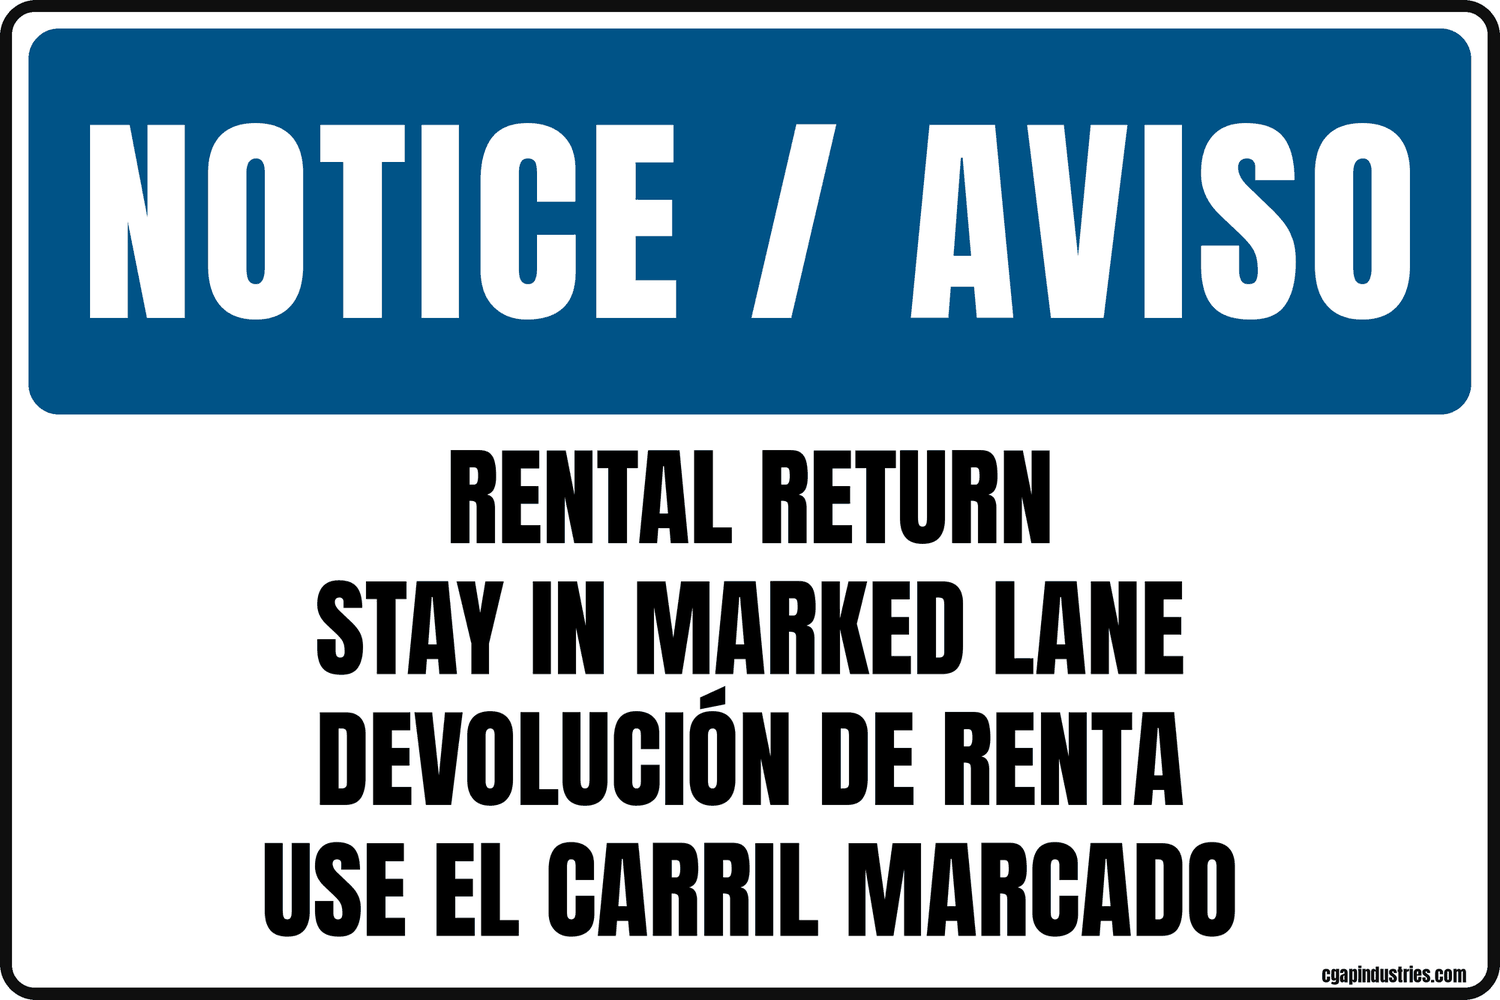 NOTICE / AVISO
RENTAL RETURN
STAY IN MARKED LANE
DEVOLUCIÓN DE RENTA
USE EL CARRIL MARCADO
cgapindustries.com